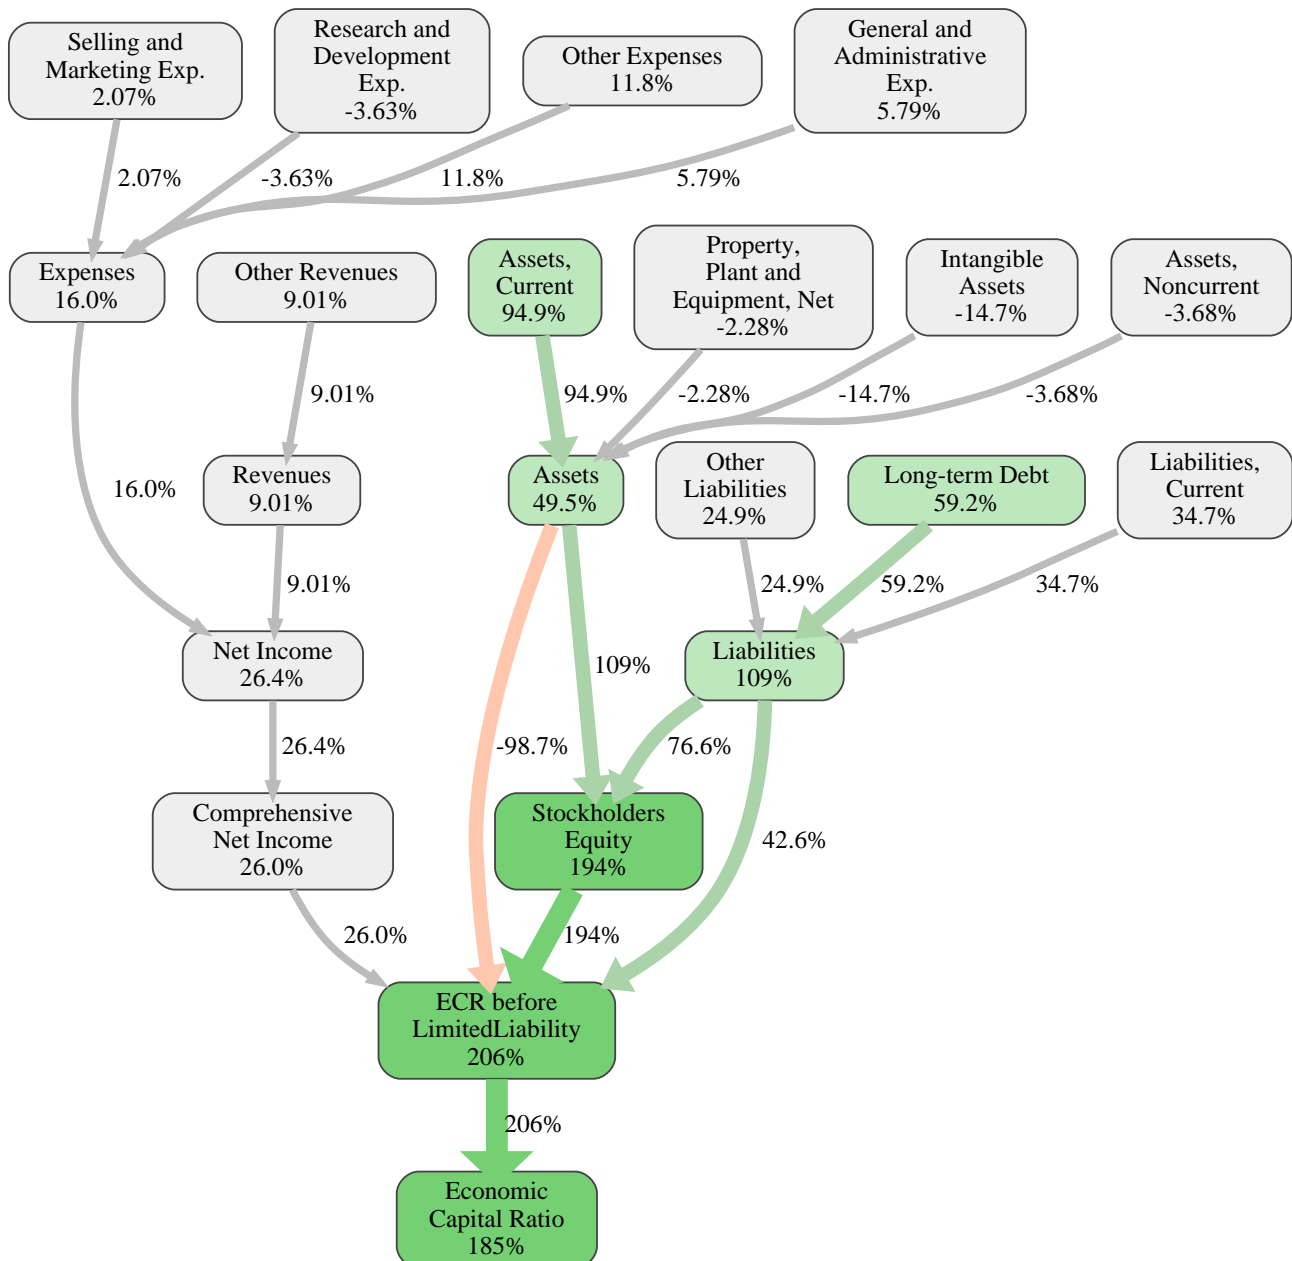 Selling and
Marketing Exp.
2.07%
Research and
Development
Exp.
-3.63%
Other Expenses
11.8%
General and
Administrative
Exp.
5.79%
2.07%
-3.63%
11.8%
5.79%
Expenses
16.0%
Other Revenues
9.01%
Assets,
Current
94.9%
Property,
Plant and
Equipment, Net
-2.28%
Intangible
Assets
-14.7%
Assets,
Noncurrent
-3.68%
9.01%
94.9%
-2.28%
-14.7%
-3.68%
16.0%
Revenues
9.01%
Assets
49.5%
Other
Liabilities
24.9%
Long-term Debt
59.2%
Liabilities,
Current
34.7%
9.01%
24.9%
59.2%
34.7%
Net Income
26.4%
109%
Liabilities
109%
26.4%
-98.7%
76.6%
Comprehensive
Net Income
26.0%
Stockholders
Equity
194%
42.6%
26.0%
194%
ECR before
LimitedLiability
206%
206%
Economic
Capital Ratio
185%